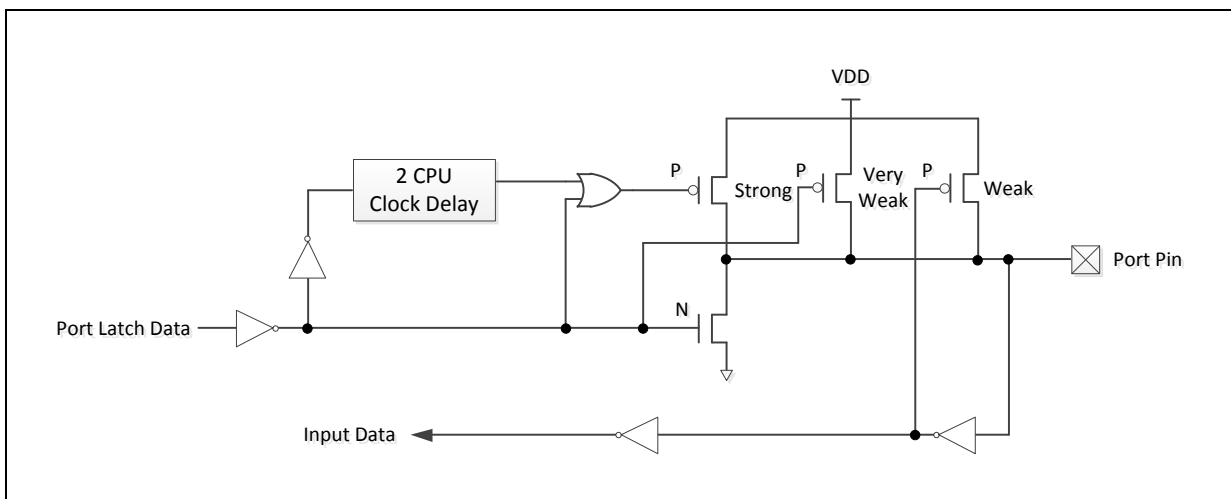 VDD
2 CPU
Clock Delay
P
Strong
P
Very
Weak
P
Weak
Port Pin
N
Port Latch Data
Input Data